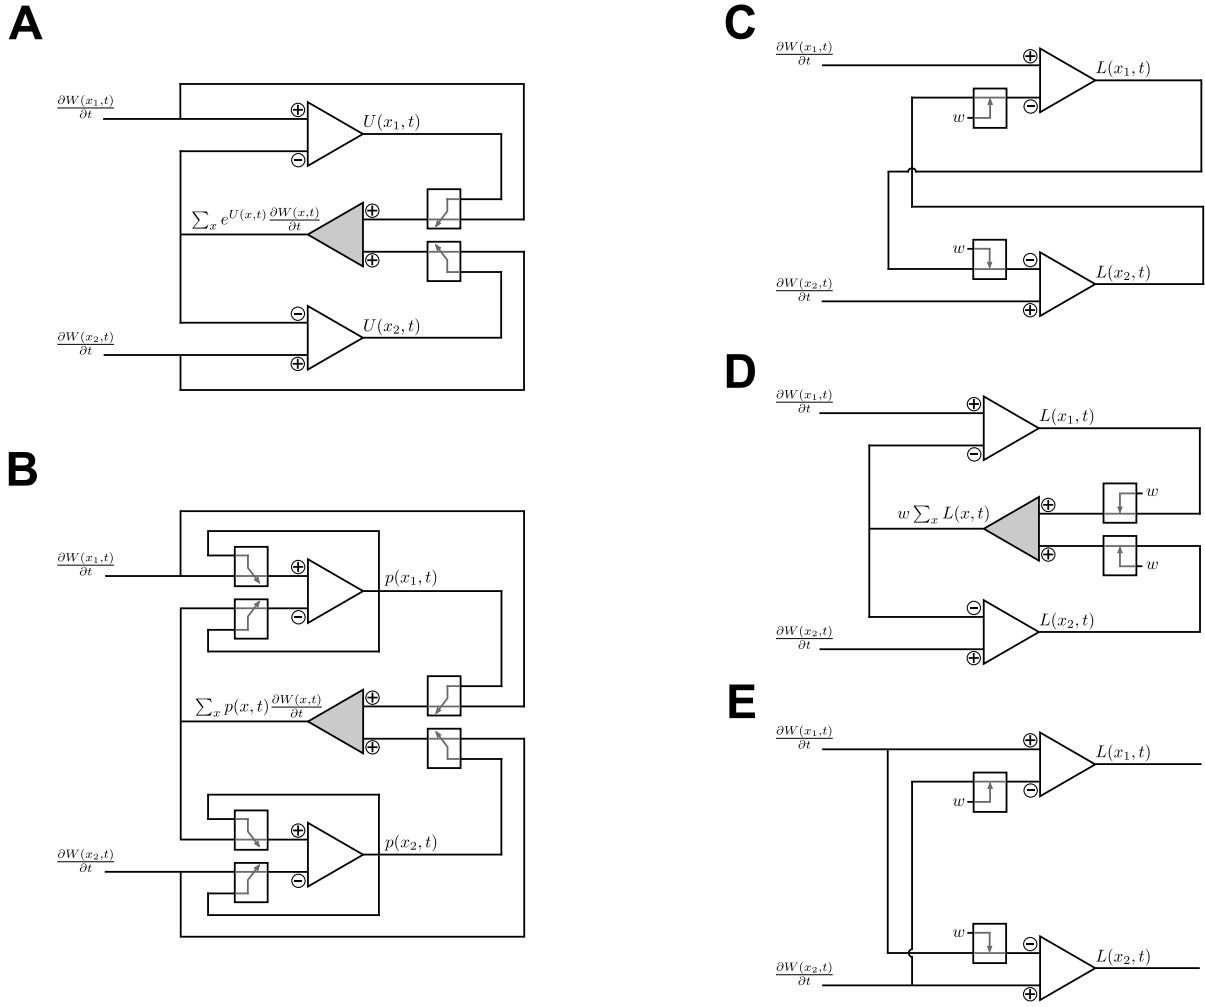 A
∂W(x₁,t)/∂t
+
−
U(x₁, t)
∑ₓ e^{U(x,t)} ∂W(x,t)/∂t
+
+
−
U(x₂, t)
∂W(x₂,t)/∂t
+
B
∂W(x₁,t)/∂t
+
p(x₁, t)
−
∑ₓ p(x, t) ∂W(x,t)/∂t
+
+
+
p(x₂, t)
∂W(x₂,t)/∂t
−
C
∂W(x₁,t)/∂t
+
L(x₁, t)
w
−
w
−
L(x₂, t)
∂W(x₂,t)/∂t
+
D
∂W(x₁,t)/∂t
+
L(x₁, t)
−
w
w ∑ₓ L(x, t)
+
+
w
−
L(x₂, t)
∂W(x₂,t)/∂t
+
E
∂W(x₁,t)/∂t
+
L(x₁, t)
w
−
w
−
L(x₂, t)
∂W(x₂,t)/∂t
+